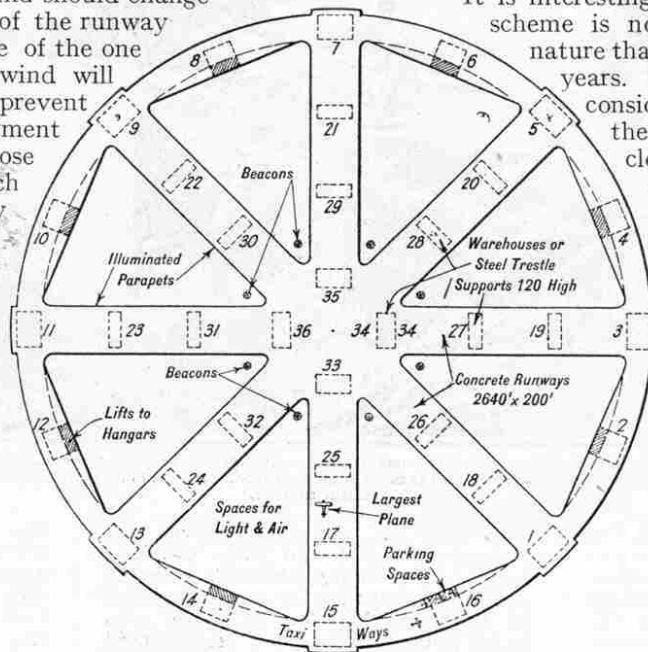 and should change
of the runway
e of the one
wind will
prevent
ment
ose
ch
It is interesting
scheme is no
nature tha
years.
consid
the
cl
7
8
6
9
5
21
22
Beacons
20
29
10
30
28
4
Illuminated
Parapets
Warehouses or
Steel Trestle
Supports 120 High
35
11
23
31
36
34
34
27
19
3
33
Beacons
Concrete Runways
2640' x 200'
12
Lifts to
Hangars
32
26
2
25
24
18
Spaces for
Light & Air
Largest
Plane
17
13
1
Parking
Spaces
14
16
15
Taxi Ways